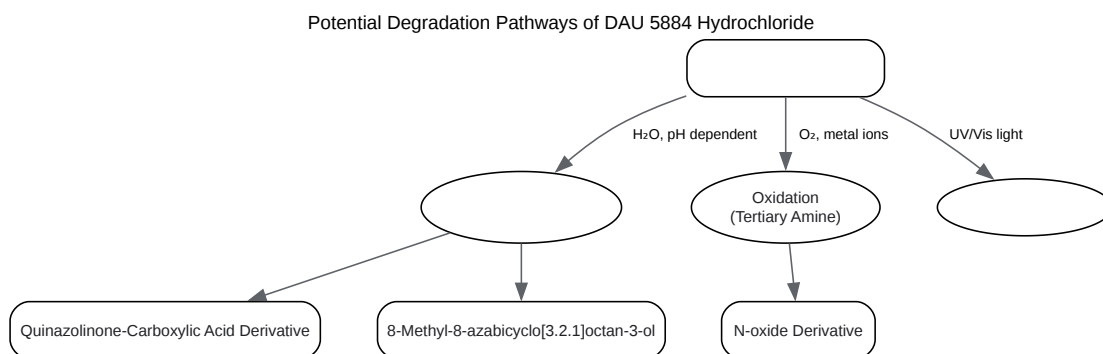 Potential Degradation Pathways of DAU 5884 Hydrochloride
H₂O, pH dependent
O₂, metal ions
UV/Vis light
Oxidation
(Tertiary Amine)
Quinazolinone-Carboxylic Acid Derivative
8-Methyl-8-azabicyclo[3.2.1]octan-3-ol
N-oxide Derivative